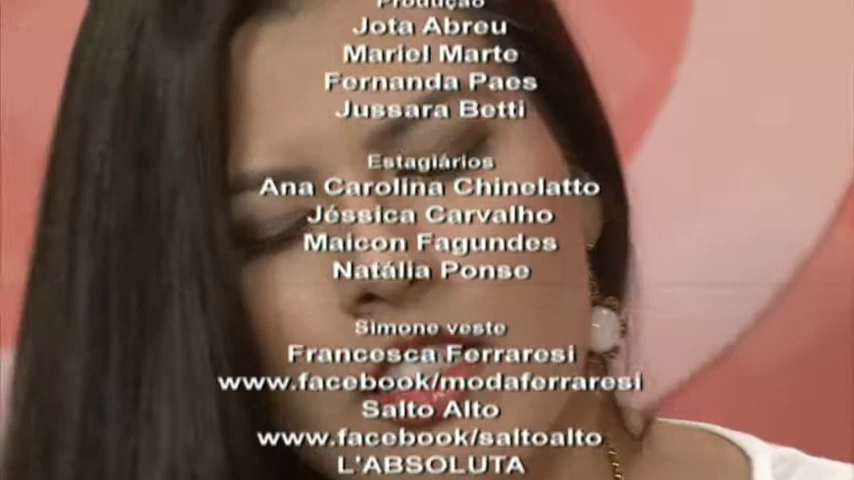 Produção
Jota Abreu
Mariel Marte
Fernanda Paes
Jussara Betti
Estagiários
Ana Carolina Chinelatto
Jéssica Carvalho
Maicon Fagundes
Natália Ponse
Simone veste
Francesca Ferraresi
www.facebook/modaferraresi
Salto Alto
www.facebook/saltoalto
L'ABSOLUTA